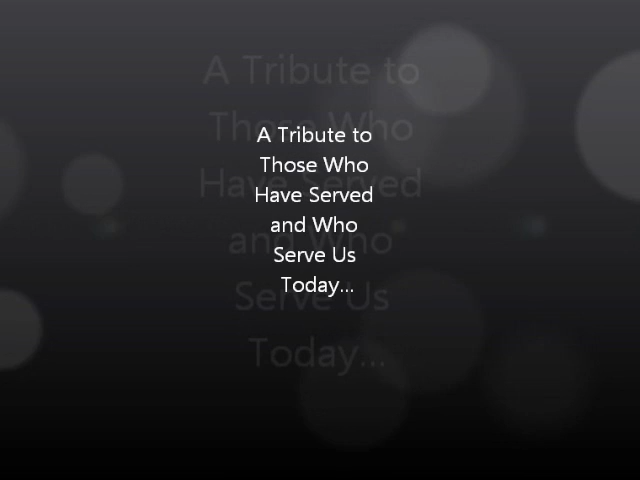 A Tribute to
Those Who
Have Served
and Who
Serve Us
Today...